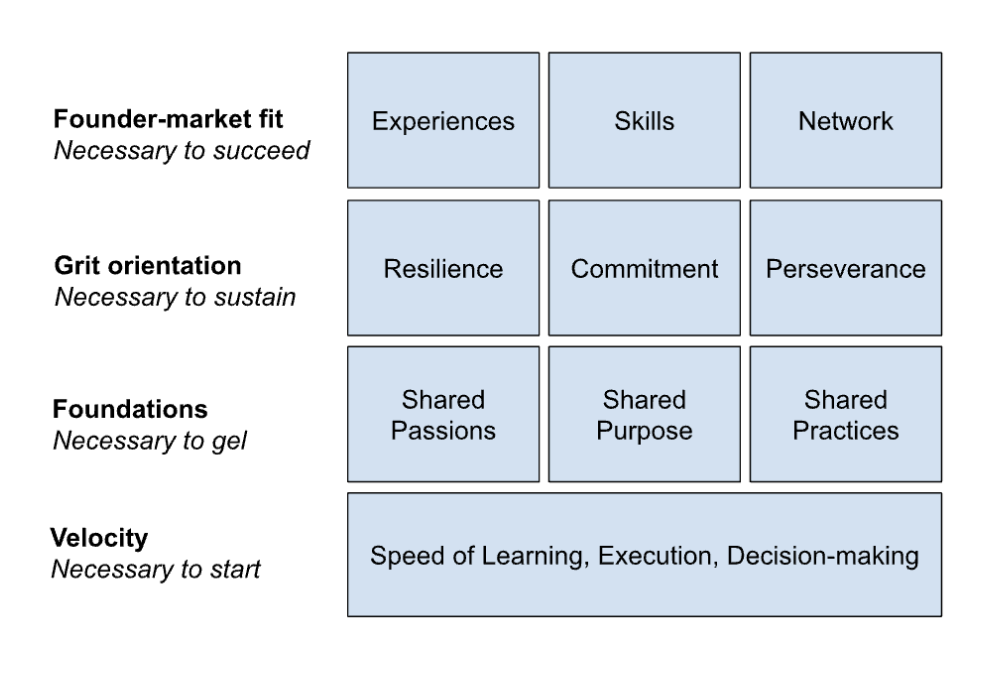 Founder-market fit
Necessary to succeed
Experiences
Skills
Network
Grit orientation
Necessary to sustain
Resilience
Commitment
Perseverance
Foundations
Necessary to gel
Shared
Passions
Shared
Purpose
Shared
Practices
Velocity
Necessary to start
Speed of Learning, Execution, Decision-making